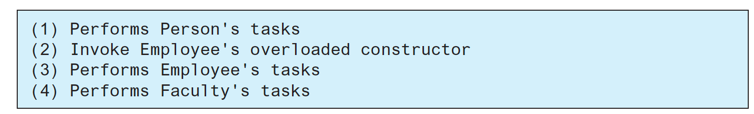 (1) Performs Person's tasks
(2) Invoke Employee's overloaded constructor
(3) Performs Employee's tasks
(4) Performs Faculty's tasks